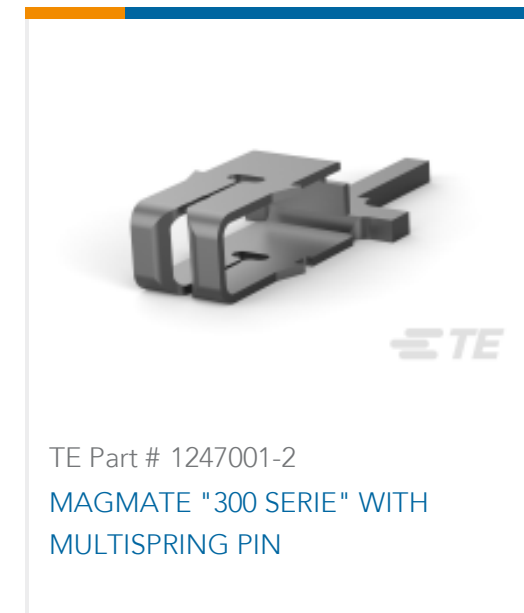 TE
TE Part # 1247001-2
MAGMATE "300 SERIE" WITH
MULTISPRING PIN